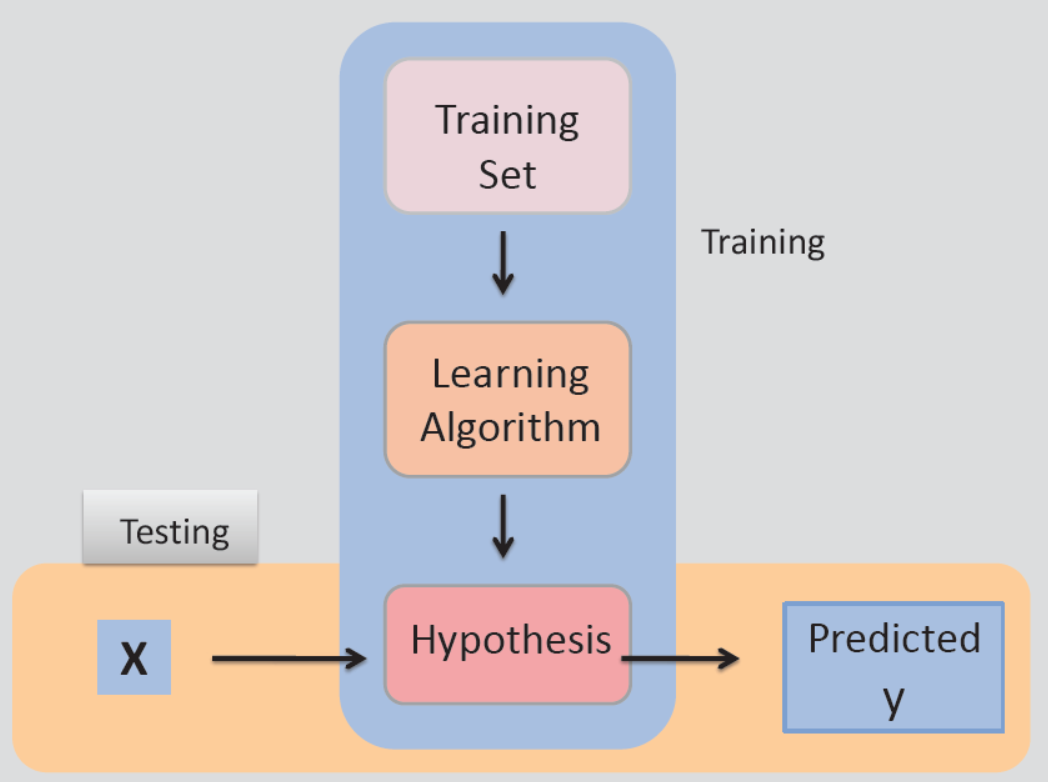 Training
Set
Training
Learning
Algorithm
Testing
X
Hypothesis
Predicted
y